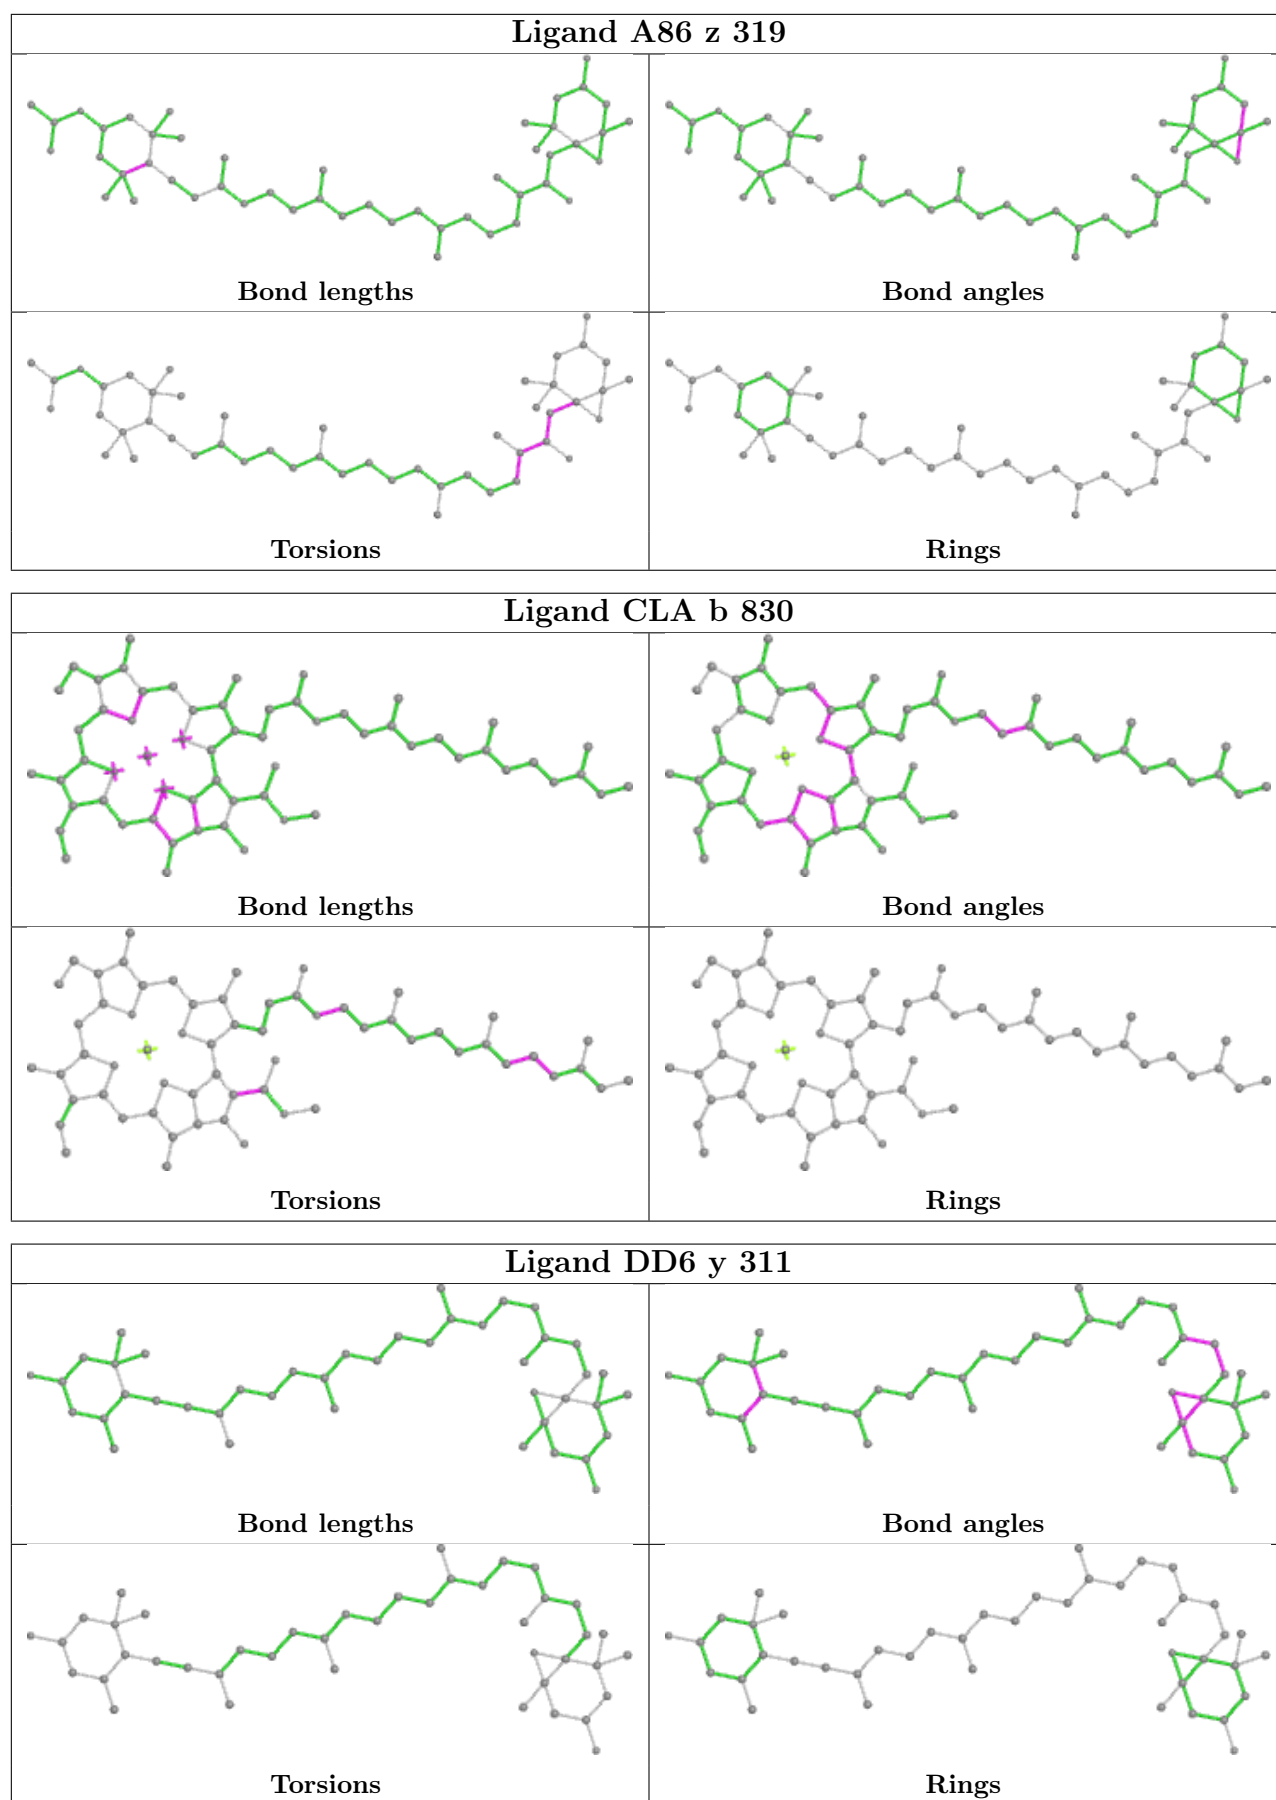 Ligand A86 z 319
Bond lengths
Bond angles
Torsions
Rings
Ligand CLA b 830
Bond lengths
Bond angles
Torsions
Rings
Ligand DD6 y 311
Bond lengths
Bond angles
Torsions
Rings